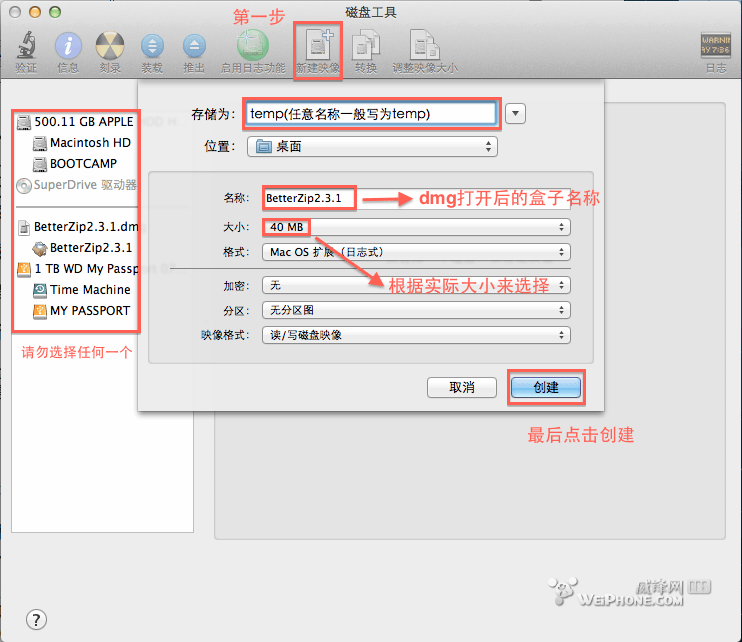 磁盘工具
第一步
验证 信息 刻录 装载 推出 启用日志功能 新建映像 转换 调整映像大小 日志
WARNIN
AY 7:36
存储为: temp(任意名称一般写为temp)
位置: 桌面
500.11 GB APPLE
Macintosh HD
BOOTCAMP
SuperDrive 驱动器
BetterZip2.3.1.dm
BetterZip2.3.1
1 TB WD My Passp
Time Machine
MY PASSPORT
请勿选择任何一个
名称: BetterZip2.3.1
dmg打开后的盒子名称
大小: 40 MB
格式: Mac OS 扩展（日志式）
加密: 无
根据实际大小来选择
分区: 无分区图
映像格式: 读/写磁盘映像
取消 创建
最后点击创建
?
威锋网
WEIPHONE.COM